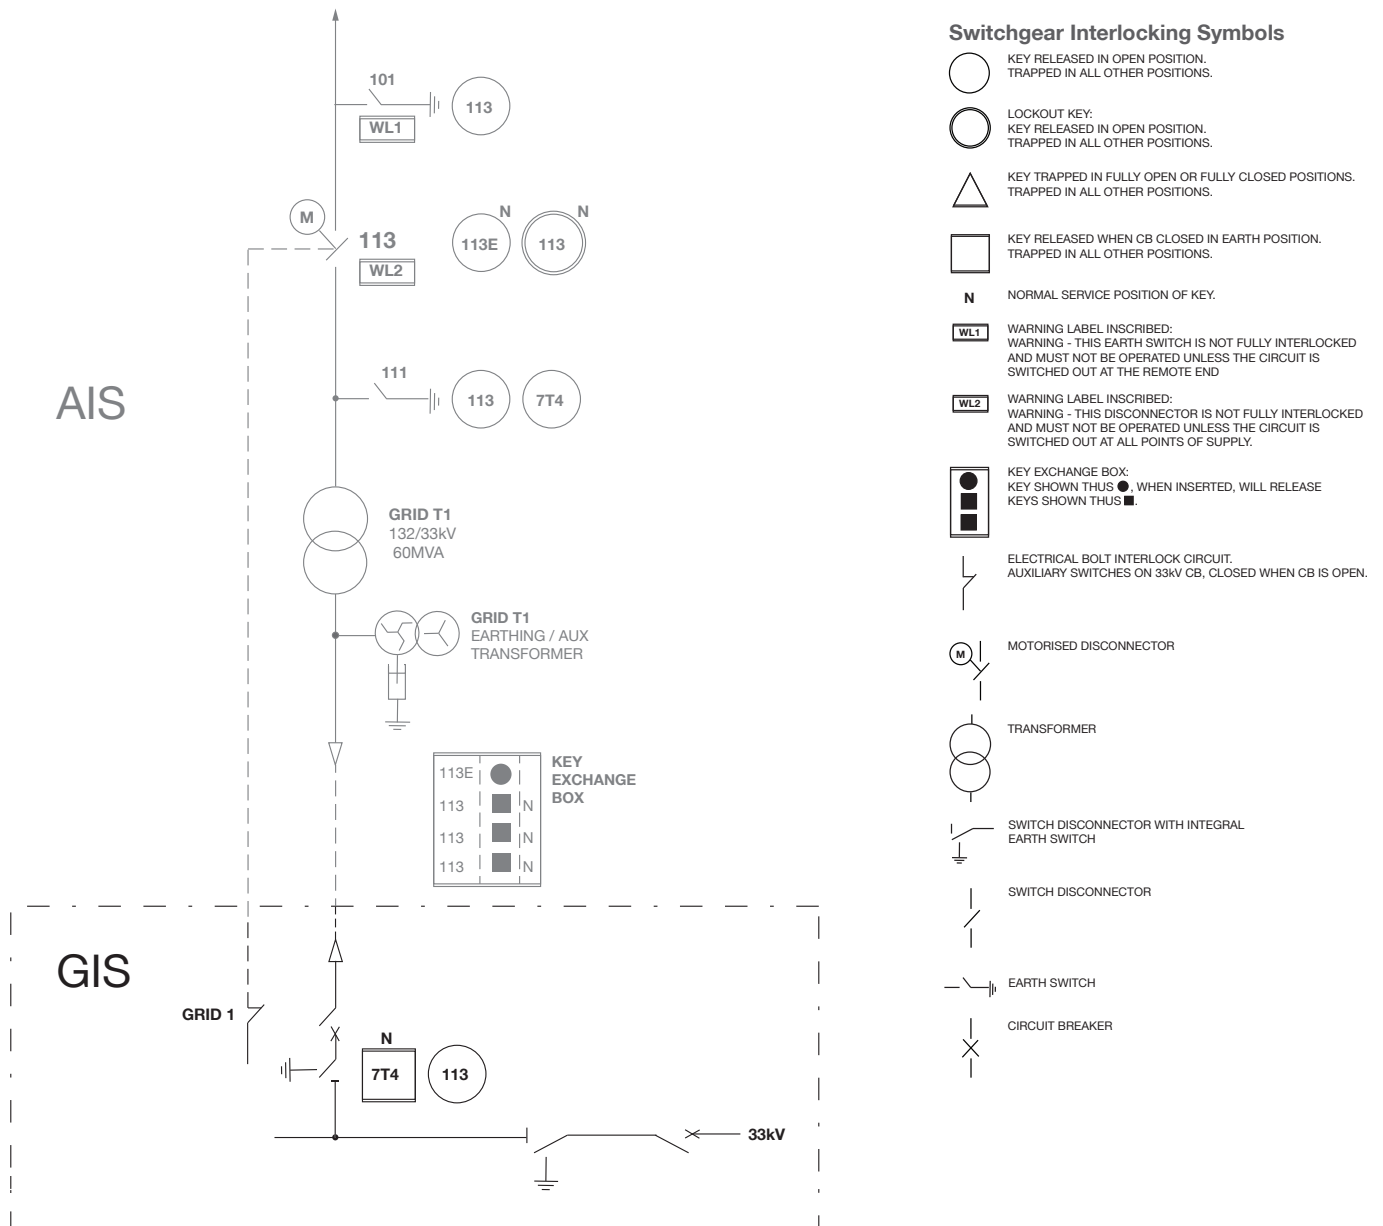 101
113
WL1
M
113
WL2
113E
N
113
N
AIS
111
113
7T4
GRID T1
132/33kV
60MVA
GRID T1
EARTHING / AUX
TRANSFORMER
113E
113
N
113
N
113
N
KEY
EXCHANGE
BOX
GIS
GRID 1
N
7T4
113
33kV
Switchgear Interlocking Symbols
KEY RELEASED IN OPEN POSITION.
TRAPPED IN ALL OTHER POSITIONS.
LOCKOUT KEY:
KEY RELEASED IN OPEN POSITION.
TRAPPED IN ALL OTHER POSITIONS.
KEY TRAPPED IN FULLY OPEN OR FULLY CLOSED POSITIONS.
TRAPPED IN ALL OTHER POSITIONS.
KEY RELEASED WHEN CB CLOSED IN EARTH POSITION.
TRAPPED IN ALL OTHER POSITIONS.
N NORMAL SERVICE POSITION OF KEY.
WL1 WARNING LABEL INSCRIBED:
WARNING - THIS EARTH SWITCH IS NOT FULLY INTERLOCKED
AND MUST NOT BE OPERATED UNLESS THE CIRCUIT IS
SWITCHED OUT AT THE REMOTE END
WL2 WARNING LABEL INSCRIBED:
WARNING - THIS DISCONNECTOR IS NOT FULLY INTERLOCKED
AND MUST NOT BE OPERATED UNLESS THE CIRCUIT IS
SWITCHED OUT AT ALL POINTS OF SUPPLY.
KEY EXCHANGE BOX:
KEY SHOWN THUS ●, WHEN INSERTED, WILL RELEASE
KEYS SHOWN THUS ■.
ELECTRICAL BOLT INTERLOCK CIRCUIT.
AUXILIARY SWITCHES ON 33kV CB, CLOSED WHEN CB IS OPEN.
M MOTORISED DISCONNECTOR
TRANSFORMER
SWITCH DISCONNECTOR WITH INTEGRAL
EARTH SWITCH
SWITCH DISCONNECTOR
EARTH SWITCH
CIRCUIT BREAKER